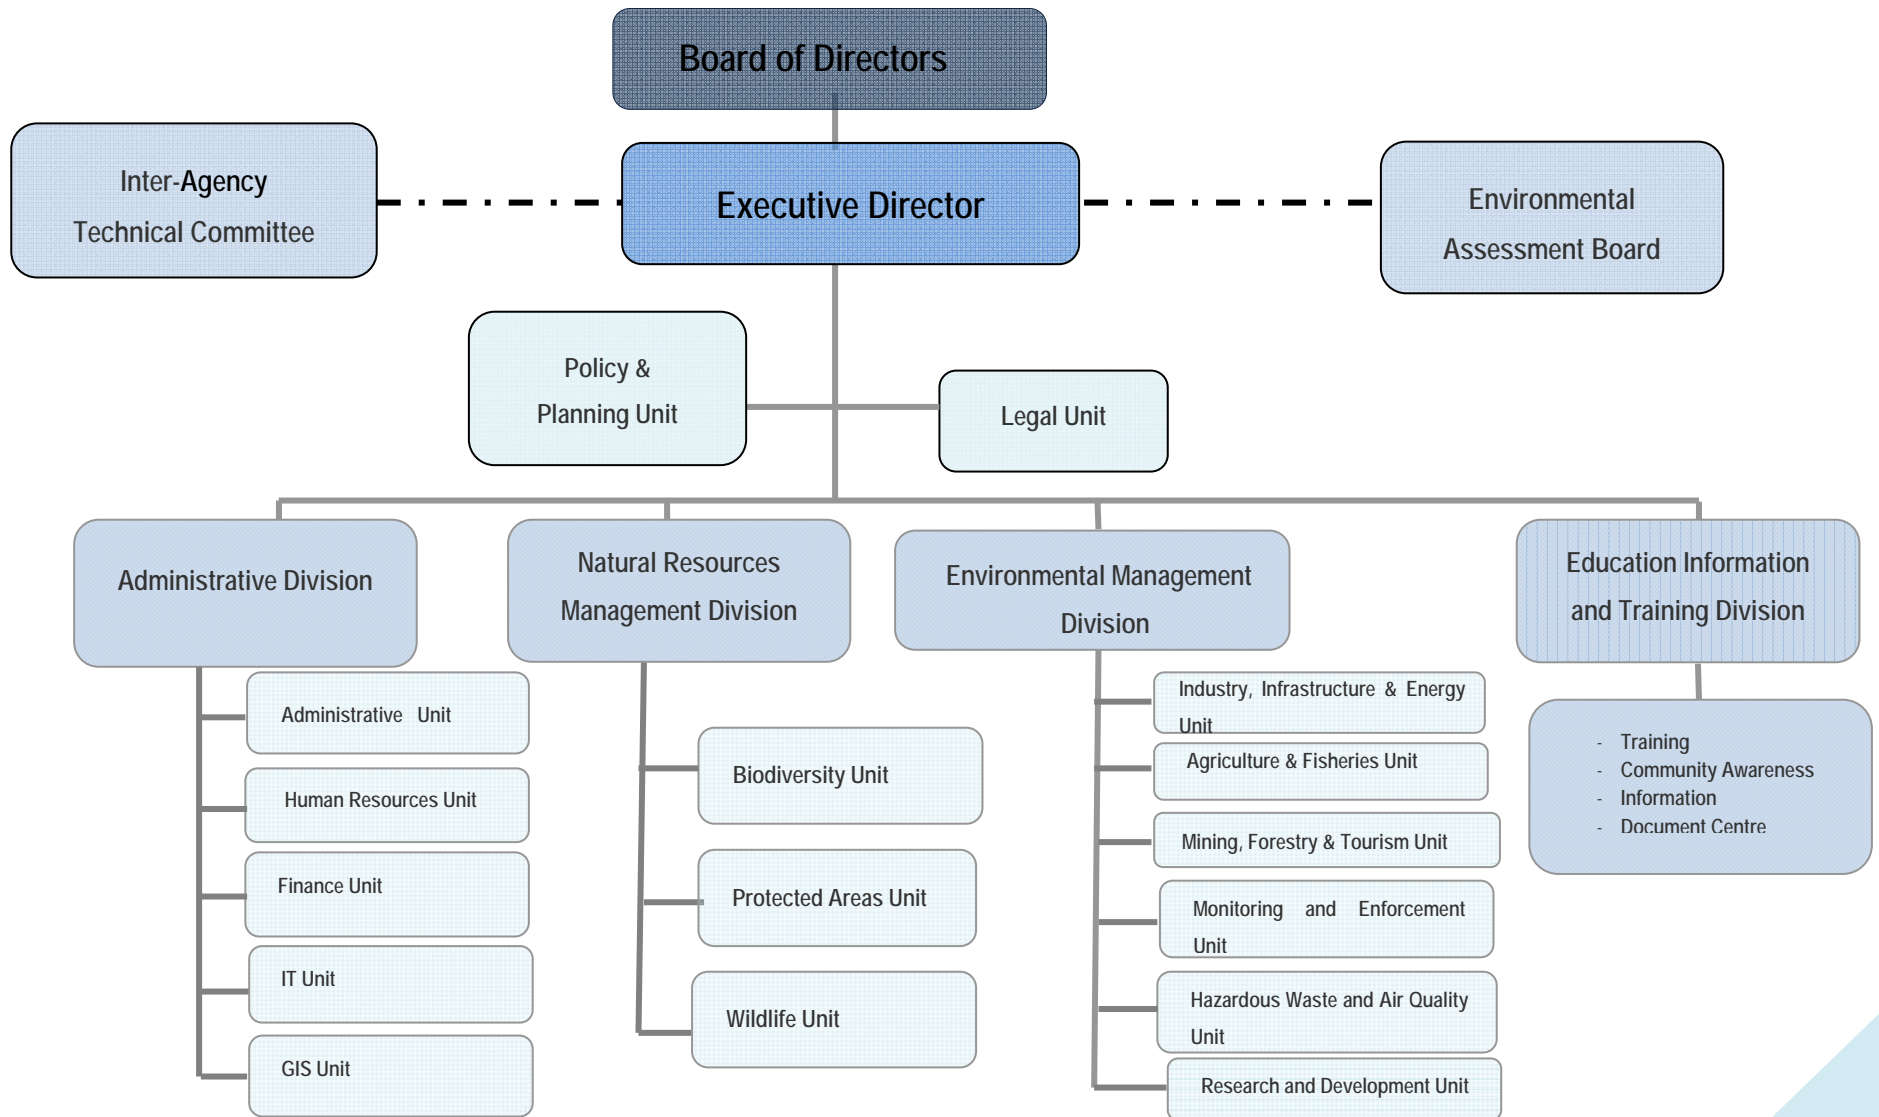 Board of Directors
Inter-Agency
Technical Committee
Executive Director
Environmental
Assessment Board
Policy &
Planning Unit
Legal Unit
Administrative Division
Natural Resources
Management Division
Environmental Management
Division
Education Information
and Training Division
Administrative Unit
Human Resources Unit
Finance Unit
IT Unit
GIS Unit
Biodiversity Unit
Protected Areas Unit
Wildlife Unit
Industry, Infrastructure & Energy
Unit
Agriculture & Fisheries Unit
Mining, Forestry & Tourism Unit
Monitoring and Enforcement
Unit
Hazardous Waste and Air Quality
Unit
Research and Development Unit
- Training
- Community Awareness
- Information
- Document Centre